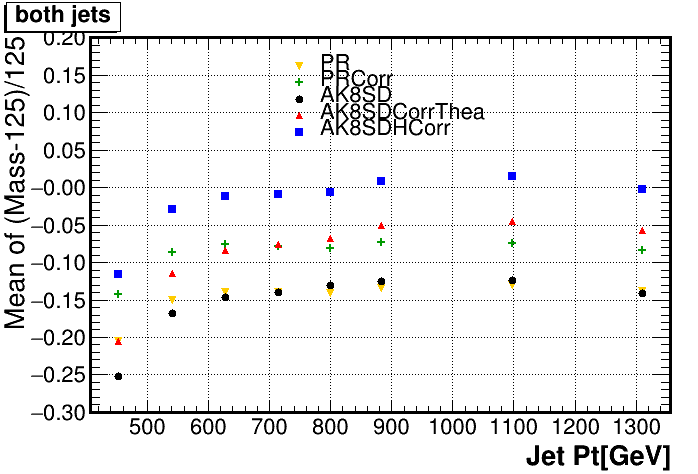 both jets
Mean of (Mass-125)/125
0.20
0.15
0.10
0.05
−0.00
−0.05
−0.10
−0.15
−0.20
−0.25
−0.30
PR
PRCorr
AK8SD
AK8SDCorrThea
AK8SDHCorr
500 600 700 800 900 1000 1100 1200 1300
Jet Pt[GeV]